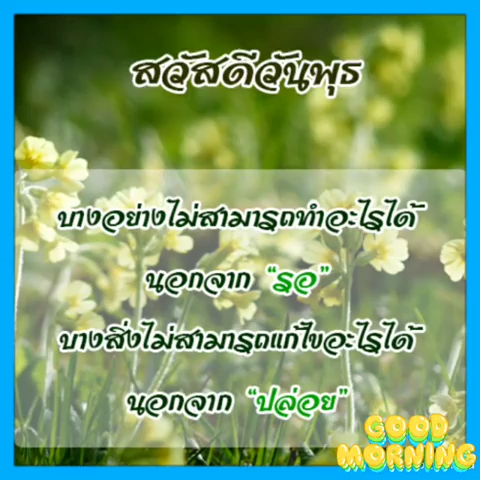 สวัสดีวันพุธ
บางอย่างไม่สามารถทำอะไรได้
นอกจาก “รอ”
บางสิ่งไม่สามารถแก้ไขอะไรได้
นอกจาก “ปล่อย”
GOOD
MORNING